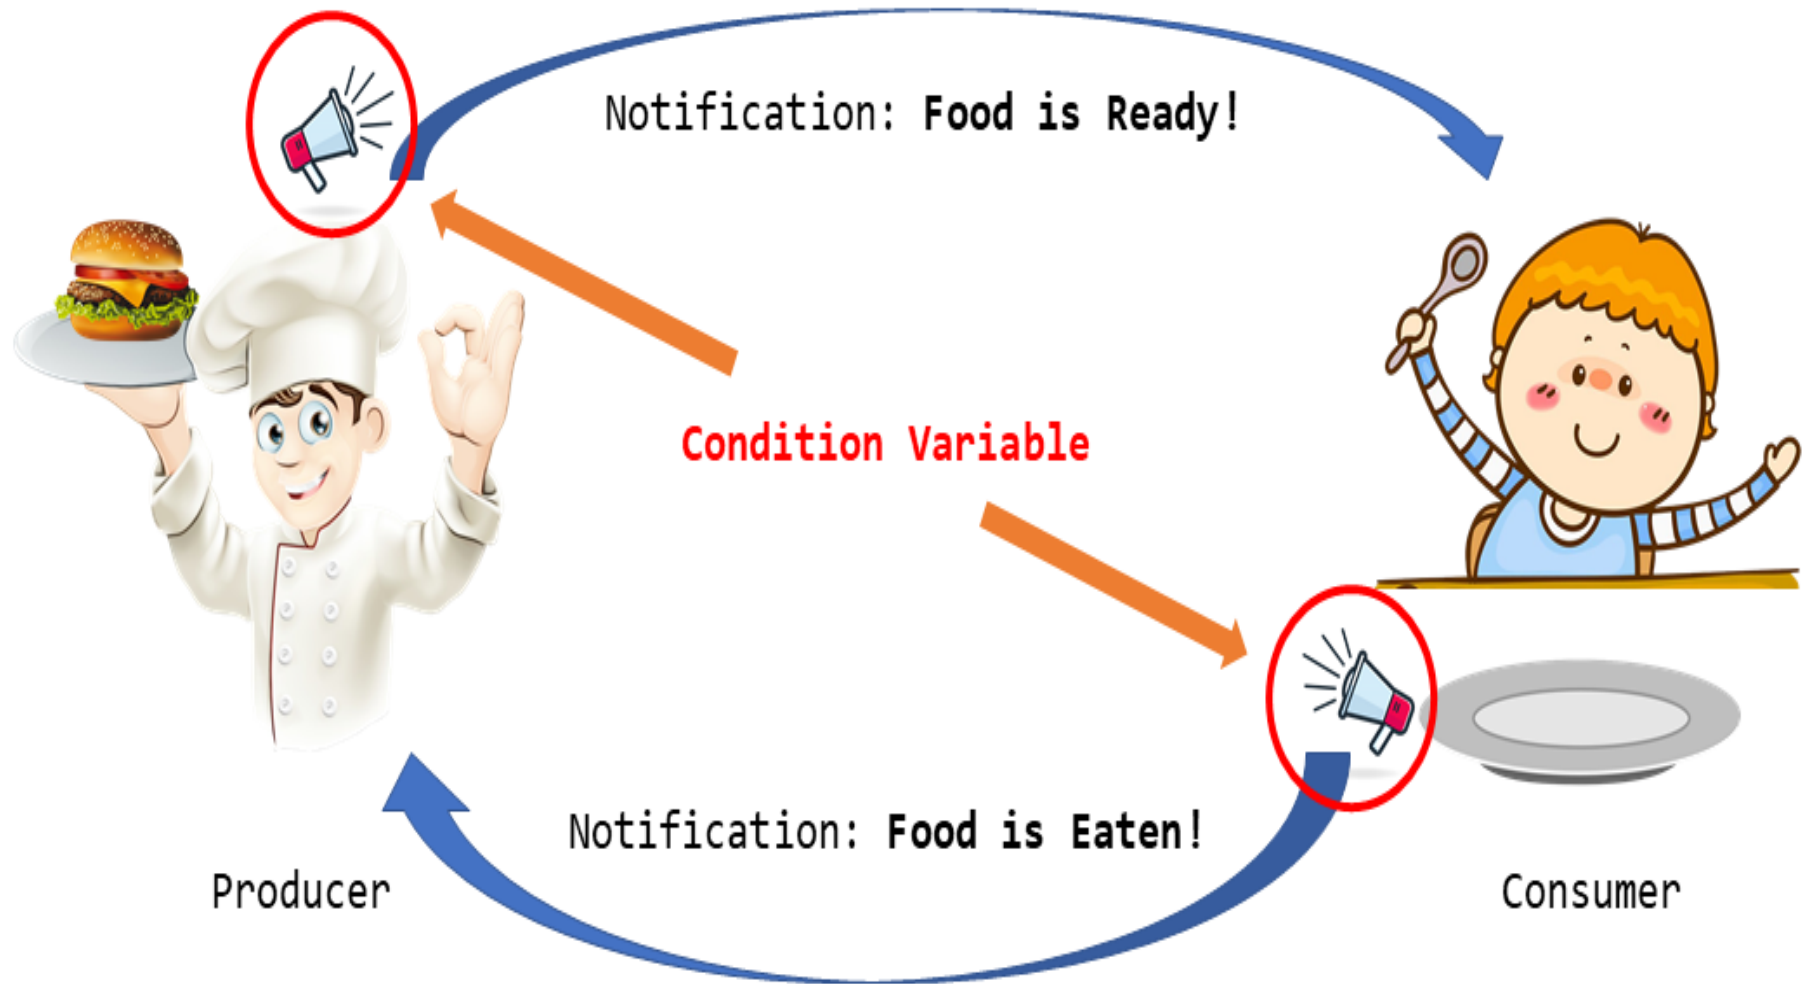 Notification: Food is Ready!
Condition Variable
Notification: Food is Eaten!
Producer
Consumer